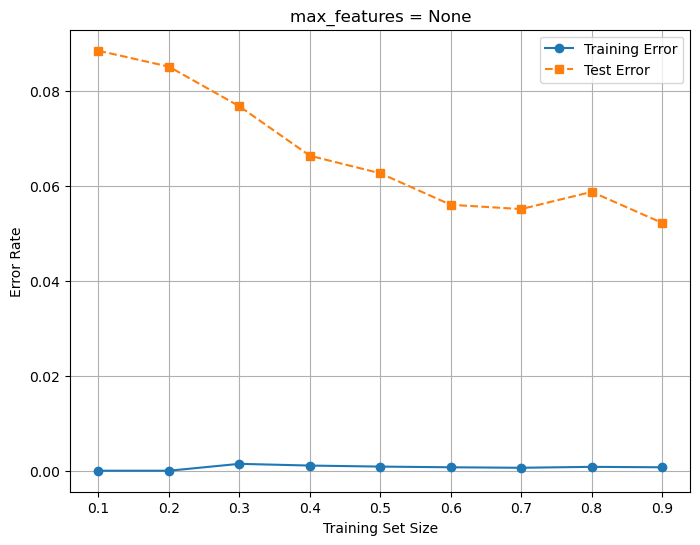 max_features = None
Training Error
Test Error
Error Rate
0.08
0.06
0.04
0.02
0.00
0.1 0.2 0.3 0.4 0.5 0.6 0.7 0.8 0.9
Training Set Size